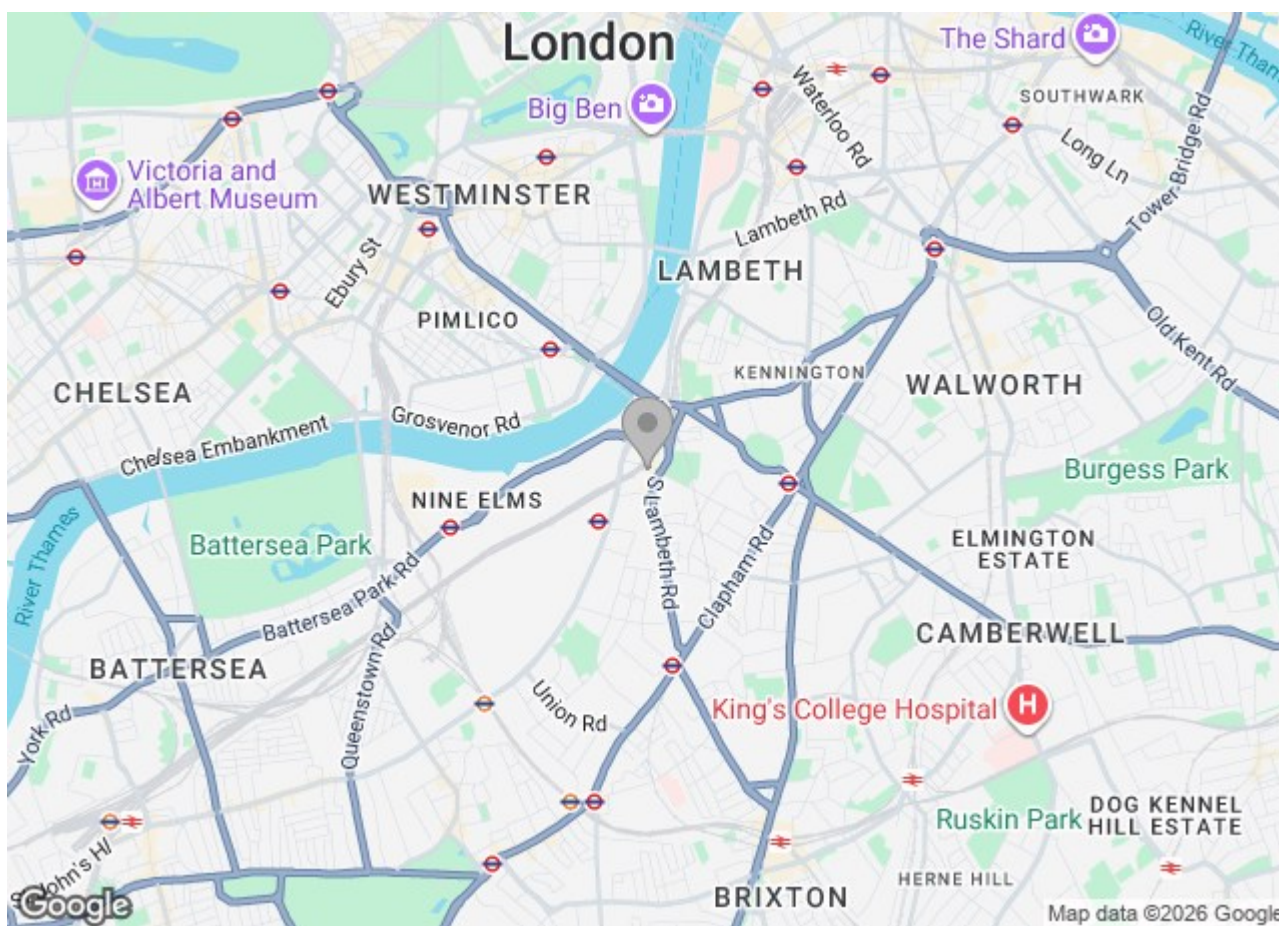 London
The Shard
River Thames
Big Ben
Waterloo Rd
SOUTHWARK
Long Ln
Tower Bridge Rd
Victoria and
Albert Museum
WESTMINSTER
Lambeth Rd
Ebury St
LAMBETH
PIMLICO
Old Kent Rd
CHELSEA
KENNINGTON
WALWORTH
Grosvenor Rd
Chelsea Embankment
Burgess Park
NINE ELMS
S Lambeth Rd
Battersea Park
ELMINGTON
ESTATE
River Thames
Clapham Rd
Battersea Park Rd
CAMBERWELL
BATTERSEA
Queenstown Rd
Union Rd
King's College Hospital
H
York Rd
Ruskin Park
DOG KENNEL
HILL ESTATE
St John's Hl
HERNE HILL
BRIXTON
Google
Map data ©2026 Google